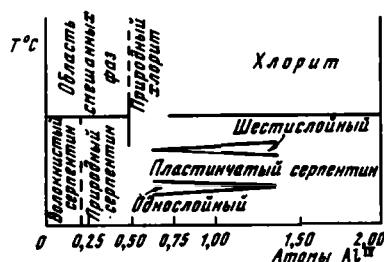 T°C
Область
смешанных
фаз
Природный
хлорит
Хлорит
Волокнистый
серпентин
Природный
серпентин
Шестислойный
Пластинчатый серпентин
Однослойный
0 0,25 0,50 0,75 1,00 1,50 2,00
Атомы Al IV